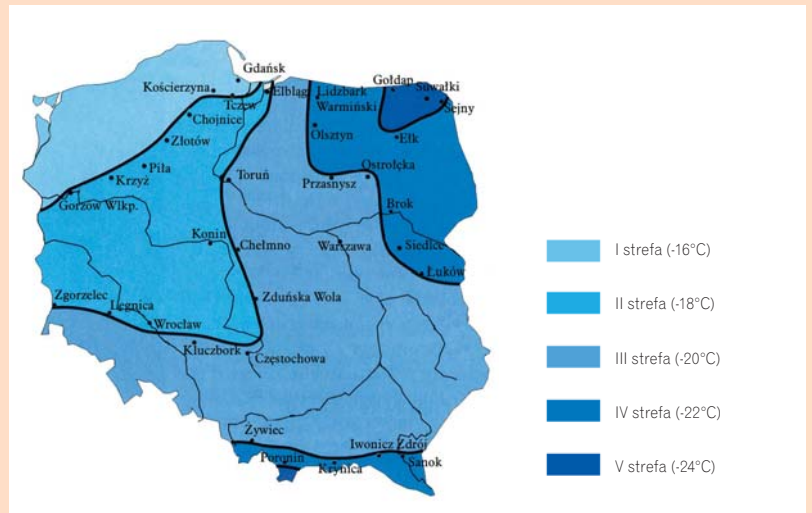 Gdańsk
Kościerzyna
Tczew
Elbląg
Lidzbark
Warmiński
Gołdap
Suwałki
Sejny
Chojnice
Olsztyn
Ełk
Złotów
Piła
Krzyż
Toruń
Ostrołęka
Przasnysz
Gorzów Wlkp.
Brok
Konin
Chełmno
Warszawa
Siedlce
Łuków
Zgorzelec
Legnica
Zduńska Wola
Wrocław
Kluczbork
Częstochowa
Żywiec
Iwonicz Zdrój
Poronin
Krynica
Sanok
I strefa (-16°C)
II strefa (-18°C)
III strefa (-20°C)
IV strefa (-22°C)
V strefa (-24°C)